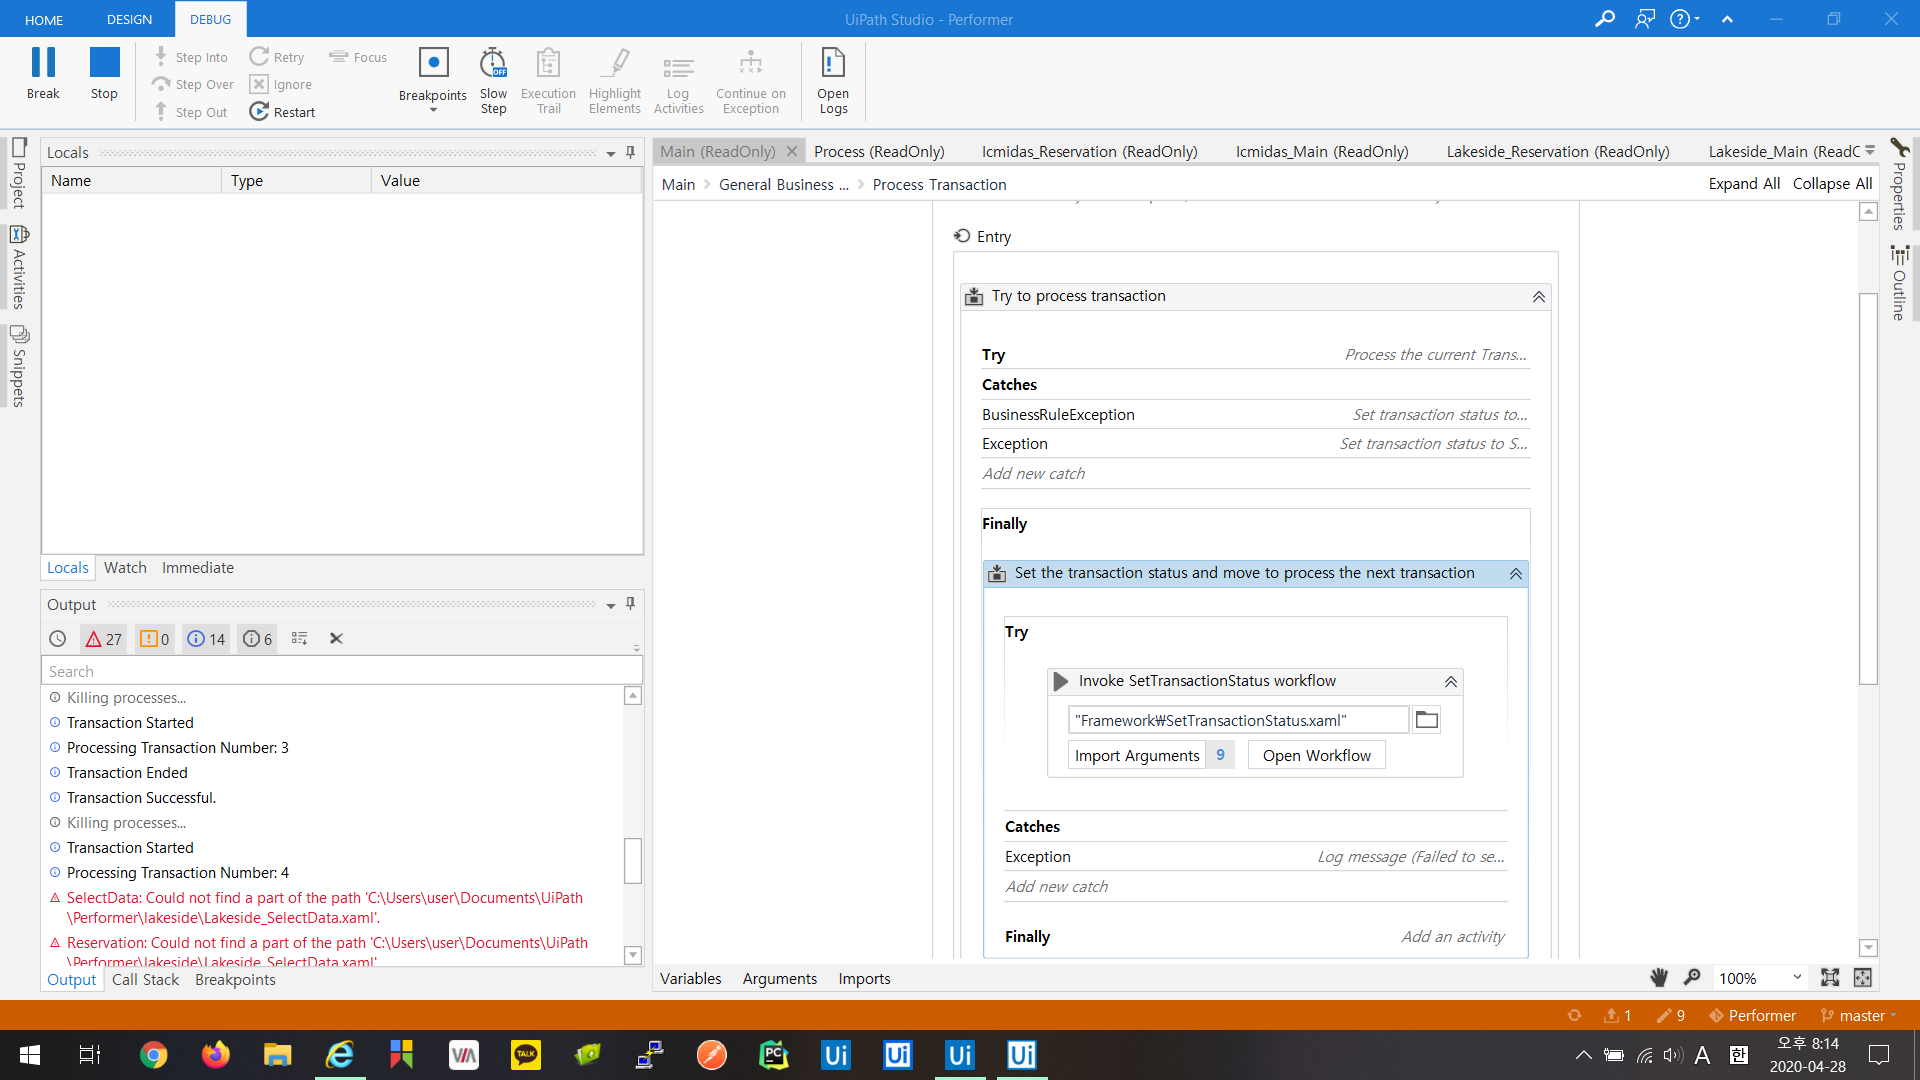 HOME DESIGN DEBUG UiPath Studio - Performer
Break
Stop
Step Into
Step Over
Step Out
Retry
Ignore
Restart
Focus
Breakpoints
Slow
Step
Execution
Trail
Highlight
Elements
Log
Activities
Continue on
Exception
Open
Logs
Project
Activities
Snippets
Locals
Name Type Value
Locals Watch Immediate
Output
27 0 14 6
Search
Killing processes...
Transaction Started
Processing Transaction Number: 3
Transaction Ended
Transaction Successful.
Killing processes...
Transaction Started
Processing Transaction Number: 4
SelectData: Could not find a part of the path 'C:\Users\user\Documents\UiPath
\Performer\lakeside\Lakeside_SelectData.xaml'.
Reservation: Could not find a part of the path 'C:\Users\user\Documents\UiPath
\Performer\lakeside\Lakeside_SelectData.xaml'
Output Call Stack Breakpoints
Main (ReadOnly) Process (ReadOnly) Icmidas_Reservation (ReadOnly) Icmidas_Main (ReadOnly) Lakeside_Reservation (ReadOnly) Lakeside_Main (ReadC
Main > General Business ... > Process Transaction Expand All Collapse All
Entry
Try to process transaction
Try Process the current Trans...
Catches
BusinessRuleException Set transaction status to...
Exception Set transaction status to S...
Add new catch
Finally
Set the transaction status and move to process the next transaction
Try
Invoke SetTransactionStatus workflow
"Framework₩SetTransactionStatus.xaml"
Import Arguments 9 Open Workflow
Catches
Exception Log message (Failed to se...
Add new catch
Finally Add an activity
Variables Arguments Imports 100%
Properties
Outline
1 9 Performer master
VIA
TALK
PC
Ui
Ui
Ui
Ui
A 한 오후 8:14
2020-04-28